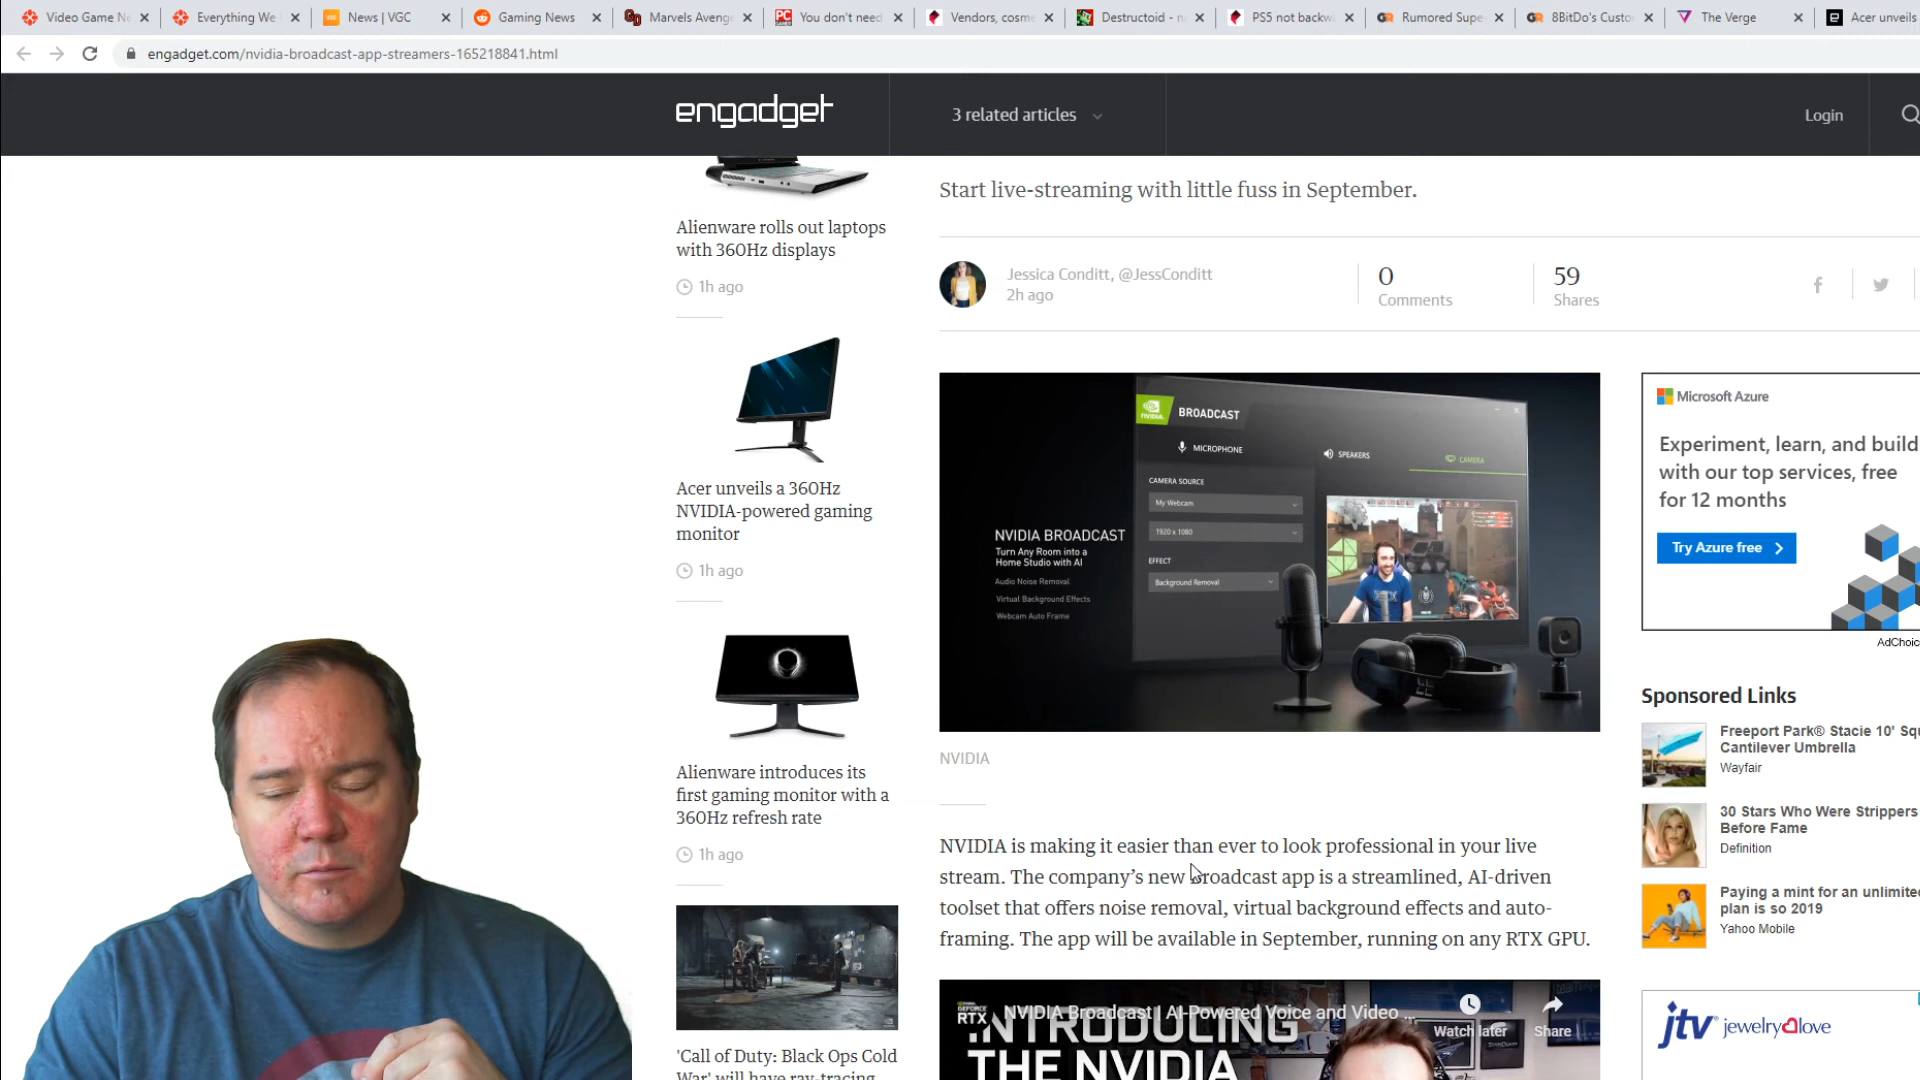 Video Game Ne
Everything We
News | VGC
Gaming News
Marvels Aveng
You don't need
Vendors, cosme
Destructoid - n
PS5 not backwa
Rumored Supe
8BitDo's Custo
The Verge
Acer unveils
engadget.com/nvidia-broadcast-app-streamers-165218841.html
engadget
3 related articles
Login
Start live-streaming with little fuss in September.
Alienware rolls out laptops
with 360Hz displays
1h ago
Jessica Conditt, @JessConditt
2h ago
0
Comments
59
Shares
Acer unveils a 360Hz
NVIDIA-powered gaming
monitor
1h ago
NVIDIA
BROADCAST
MICROPHONE
SPEAKERS
CAMERA
CAMERA SOURCE
My Webcam
1920 x 1080
EFFECT
Background Removal
NVIDIA BROADCAST
Turn Any Room into a
Home Studio with AI
Audio Noise Removal
Virtual Background Effects
Webcam Auto Frame
Microsoft Azure
Experiment, learn, and build
with our top services, free
for 12 months
Try Azure free
AdChoic
Alienware introduces its
first gaming monitor with a
360Hz refresh rate
1h ago
NVIDIA
NVIDIA is making it easier than ever to look professional in your live
stream. The company's new Broadcast app is a streamlined, AI-driven
toolset that offers noise removal, virtual background effects and auto-
framing. The app will be available in September, running on any RTX GPU.
Sponsored Links
Freeport Park® Stacie 10' Squ
Cantilever Umbrella
Wayfair
30 Stars Who Were Strippers
Before Fame
Definition
Paying a mint for an unlimite
plan is so 2019
Yahoo Mobile
'Call of Duty: Black Ops Cold
War' will have ray-tracing
GEFORCE
RTX
NVIDIA Broadcast | AI-Powered Voice and Video ...
Watch later
Share
INTRODUCING
THE NVIDIA
jtv jewelry love